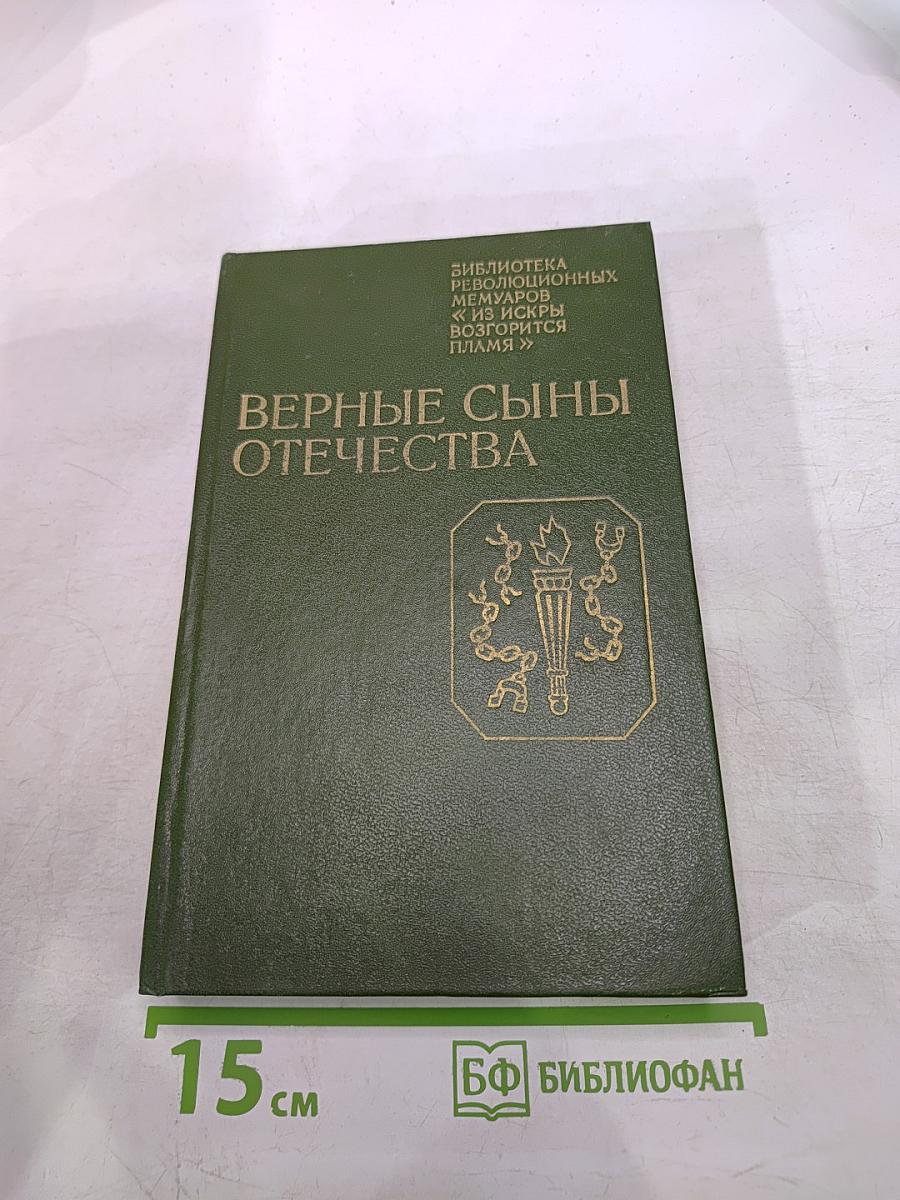 БИБЛИОТЕКА
РЕВОЛЮЦИОННЫХ
МЕМУАРОВ
« ИЗ ИСКРЫ
ВОЗГОРИТСЯ
ПЛАМЯ »
ВЕРНЫЕ СЫНЫ
ОТЕЧЕСТВА
15 см
БФ БИБЛИОФАН